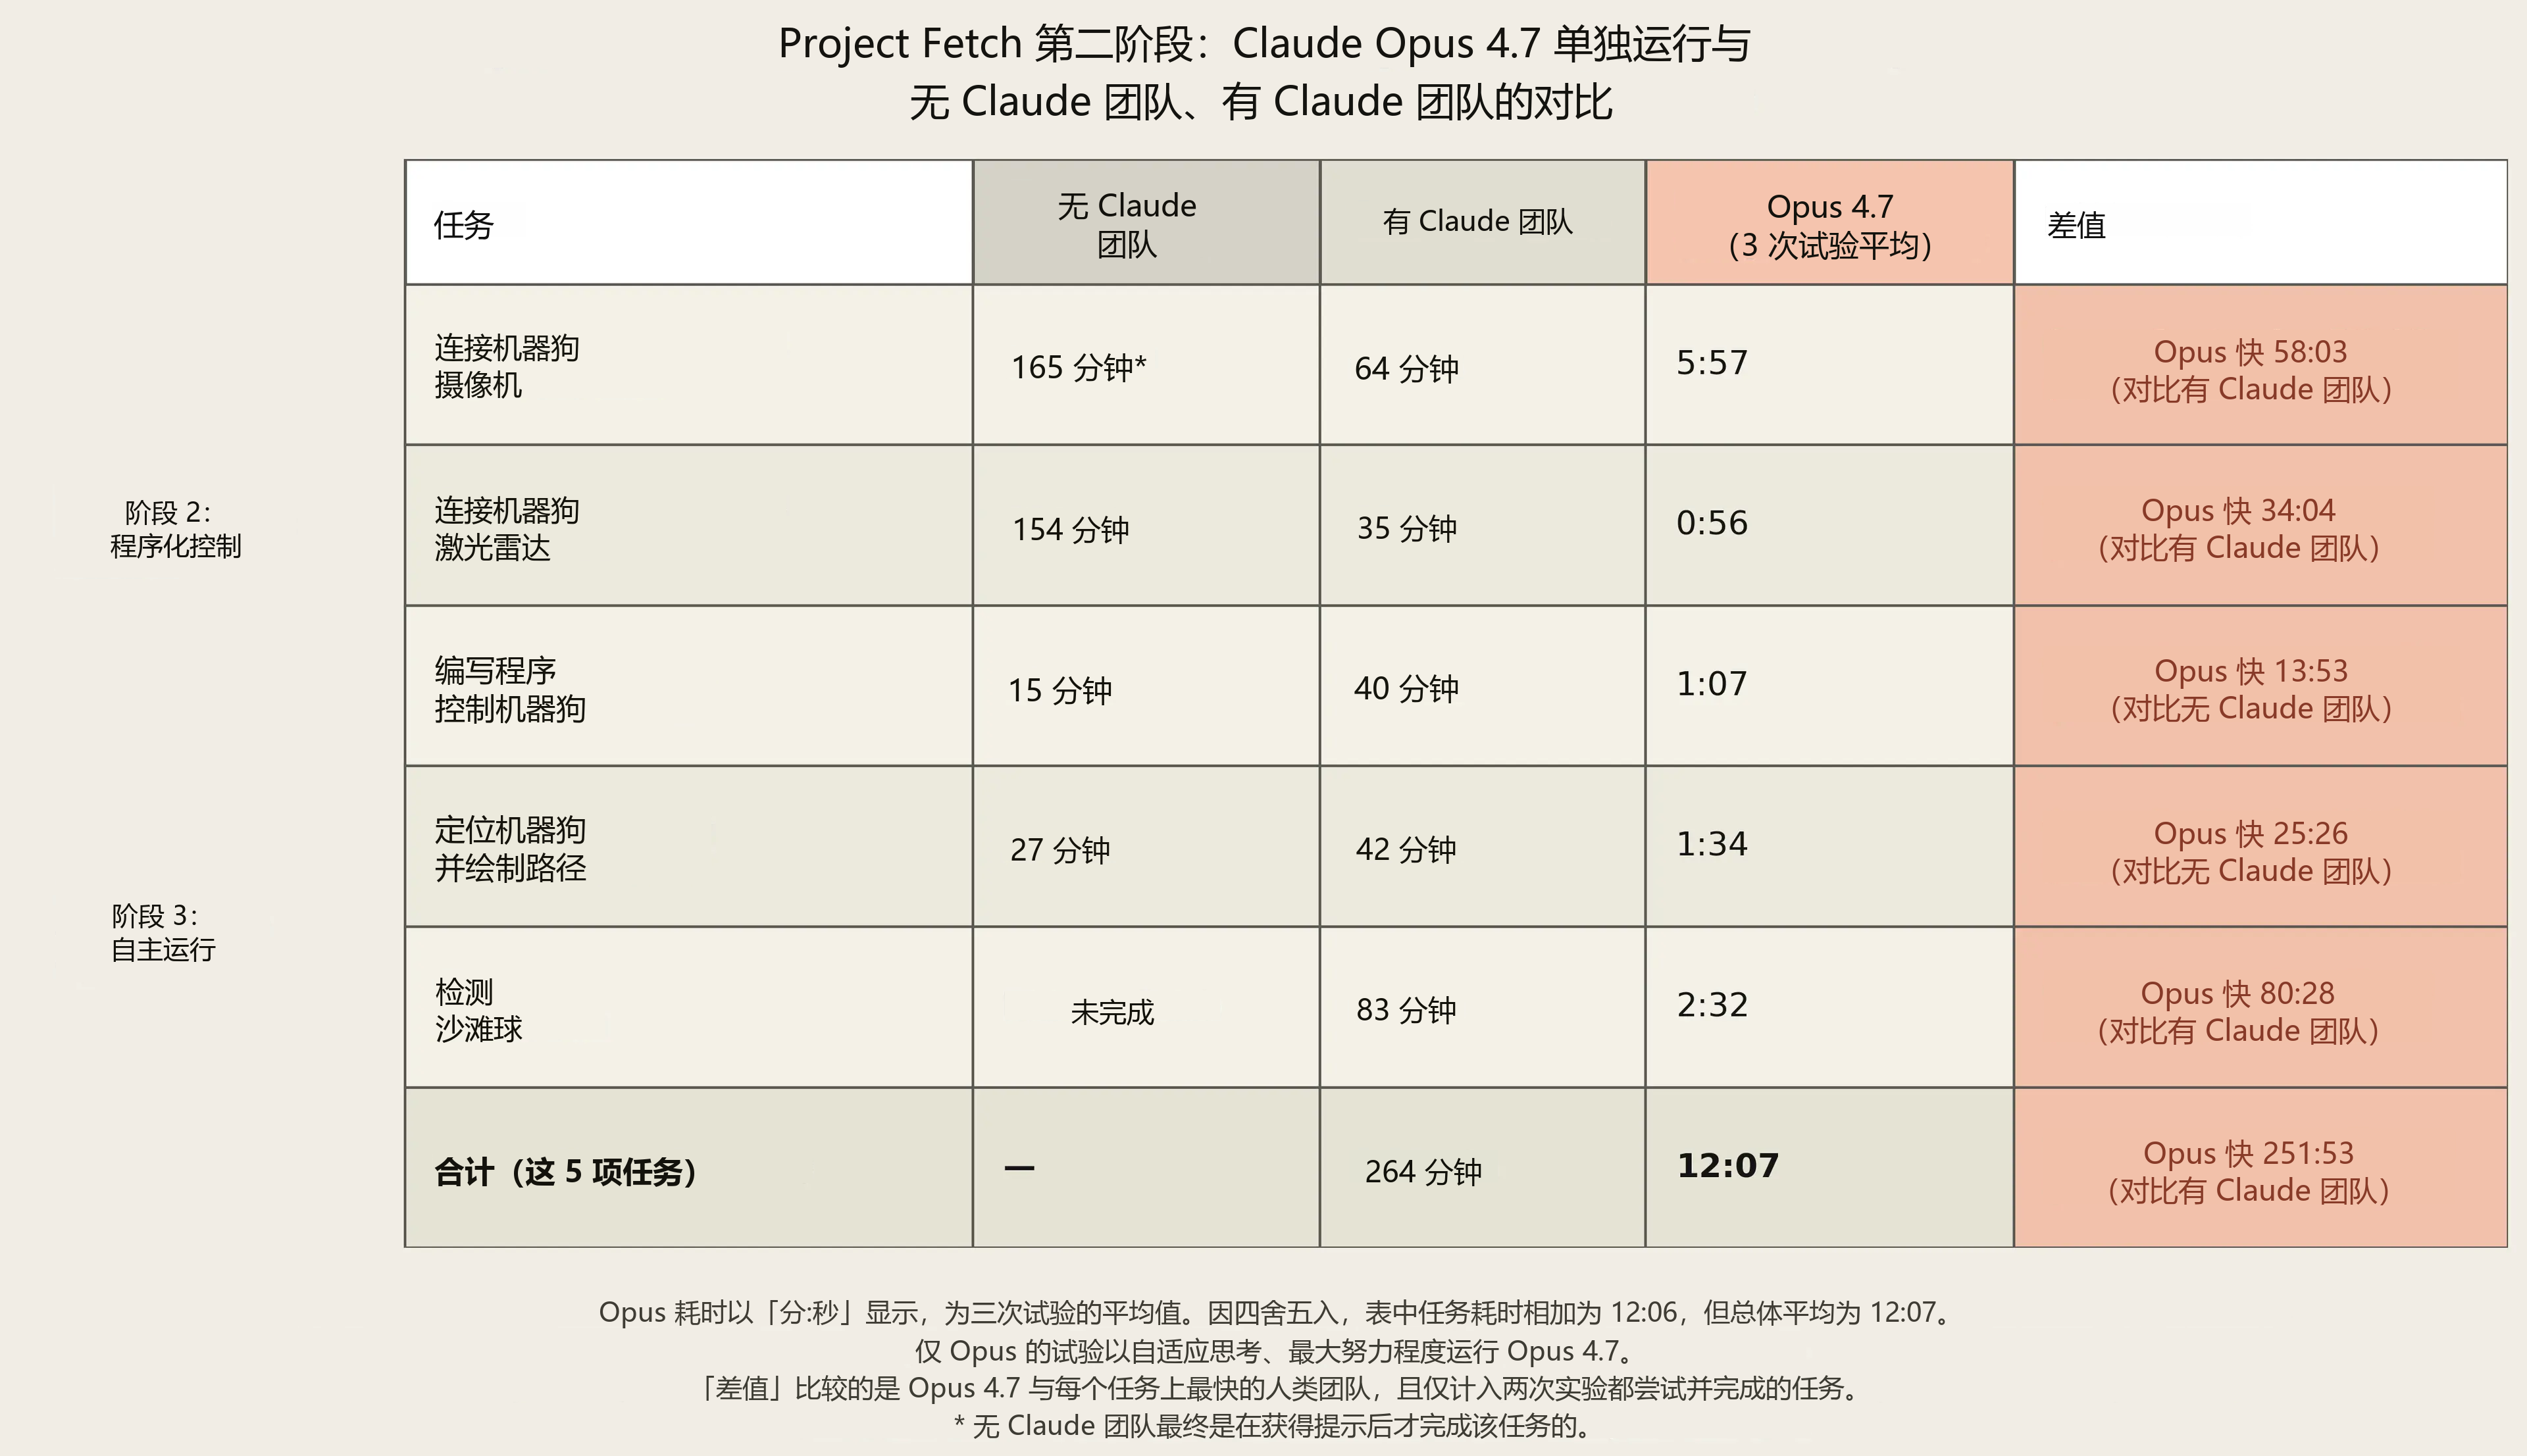 Project Fetch 第二阶段：Claude Opus 4.7 单独运行与
无 Claude 团队、有 Claude 团队的对比
任务
无 Claude
团队
有 Claude 团队
Opus 4.7
（3 次试验平均）
差值
阶段 2：
程序化控制
连接机器狗
摄像机
165 分钟*
64 分钟
5:57
Opus 快 58:03
（对比有 Claude 团队）
连接机器狗
激光雷达
154 分钟
35 分钟
0:56
Opus 快 34:04
（对比有 Claude 团队）
编写程序
控制机器狗
15 分钟
40 分钟
1:07
Opus 快 13:53
（对比无 Claude 团队）
阶段 3：
自主运行
定位机器狗
并绘制路径
27 分钟
42 分钟
1:34
Opus 快 25:26
（对比无 Claude 团队）
检测
沙滩球
未完成
83 分钟
2:32
Opus 快 80:28
（对比有 Claude 团队）
合计（这 5 项任务）
—
264 分钟
12:07
Opus 快 251:53
（对比有 Claude 团队）
Opus 耗时以「分:秒」显示，为三次试验的平均值。因四舍五入，表中任务耗时相加为 12:06，但总体平均为 12:07。
仅 Opus 的试验以自适应思考、最大努力程度运行 Opus 4.7。
「差值」比较的是 Opus 4.7 与每个任务上最快的人类团队，且仅计入两次实验都尝试并完成的任务。
* 无 Claude 团队最终是在获得提示后才完成该任务的。